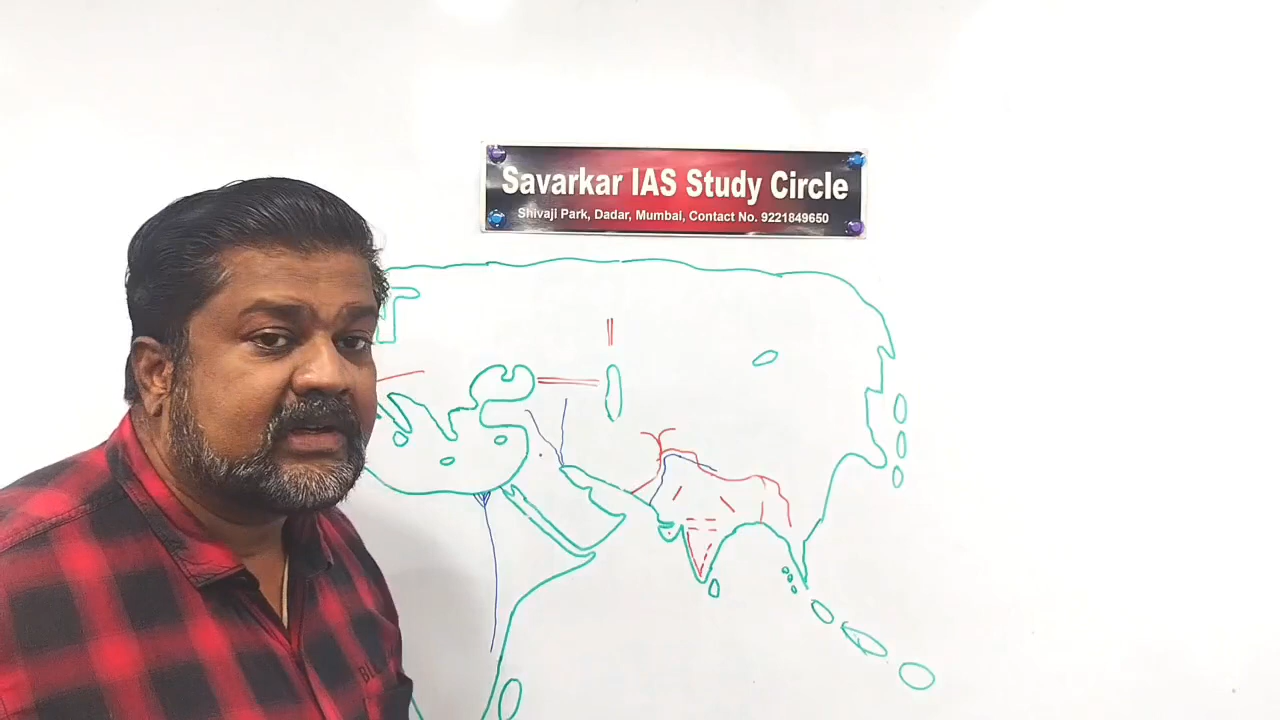 Savarkar IAS Study Circle
Shivaji Park, Dadar, Mumbai, Contact No. 9221849650